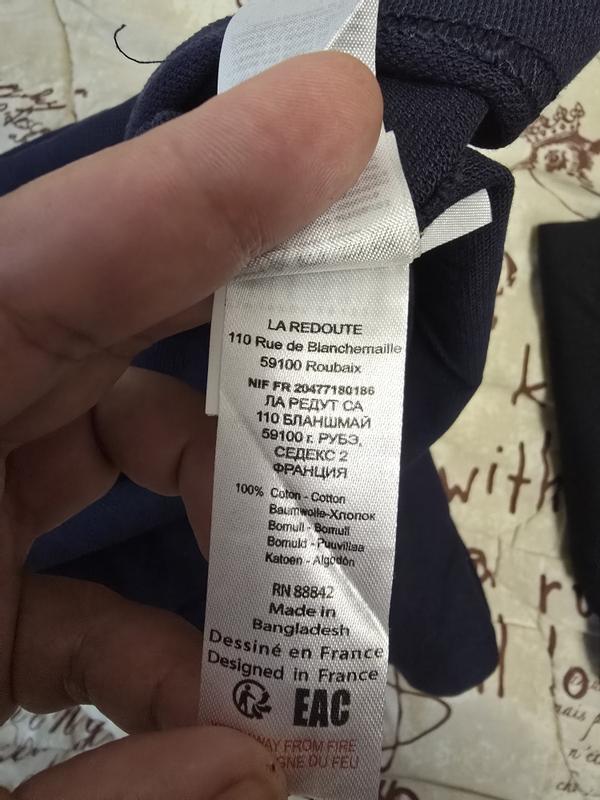 LA REDOUTE
110 Rue de Blanchemaille
59100 Roubaix
NIF FR 20477180186
ЛА РЕДУТ СА
110 БЛАНШМАЙ
59100 г. РУБЭ,
СЕДЕКС 2
ФРАНЦИЯ
100% Coton - Cotton
Baumwolle-Хлопок
Bomull - Bomull
Bomuld - Puuvillaa
Katoen - Algodón
RN 88842
Made in
Bangladesh
Dessiné en France
Designed in France
EAC
AWAY FROM FIRE
DU FEU
with